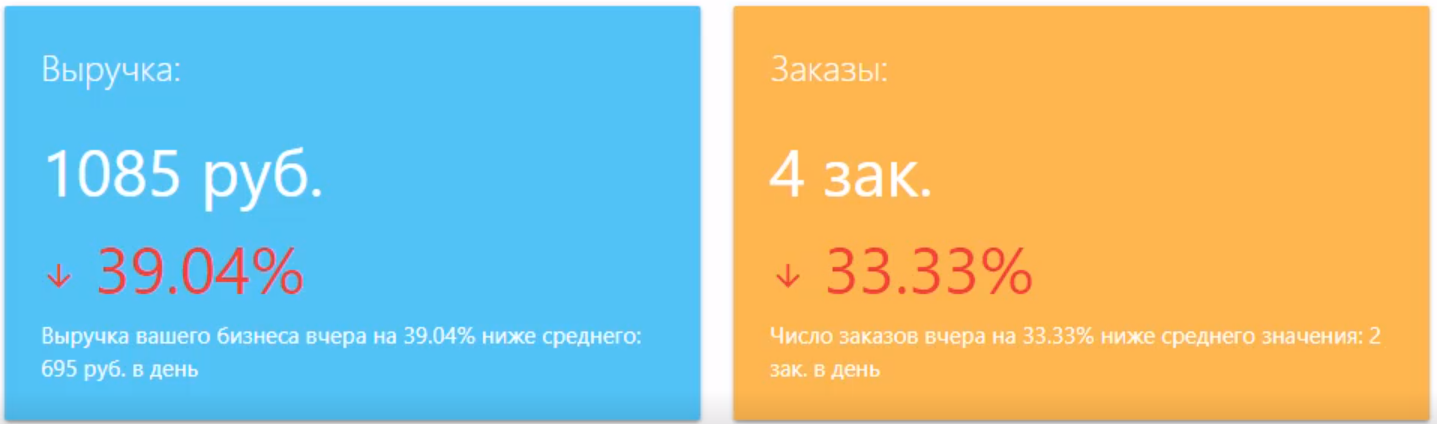 Выручка:
1085 руб.
↓ 39.04%
Выручка вашего бизнеса вчера на 39.04% ниже среднего:
695 руб. в день
Заказы:
4 зак.
↓ 33.33%
Число заказов вчера на 33.33% ниже среднего значения: 2
зак. в день